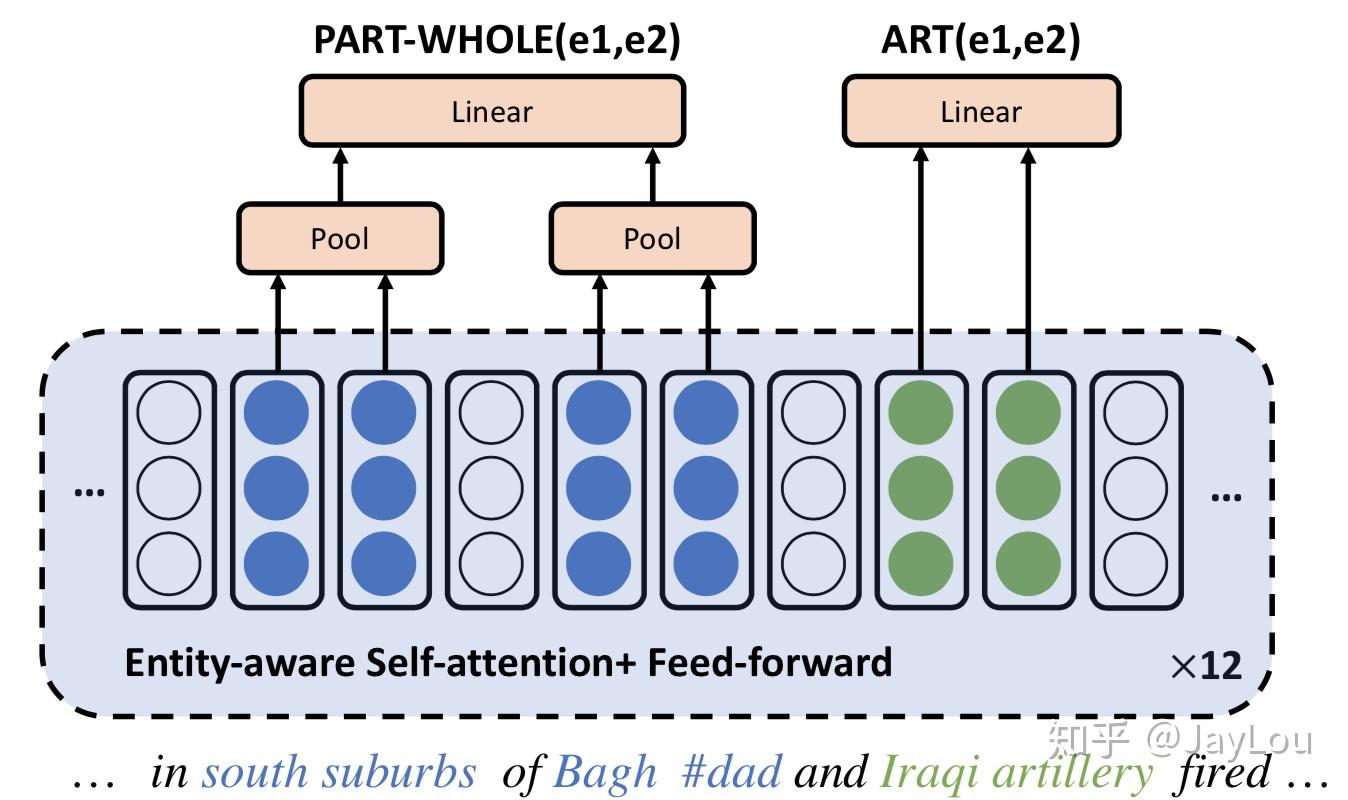 PART-WHOLE(e1,e2) ART(e1,e2)
Linear Linear
Pool Pool
... ...
Entity-aware Self-attention+ Feed-forward ×12
知乎 @JayLou
... in south suburbs of Bagh #dad and Iraqi artillery fired ...